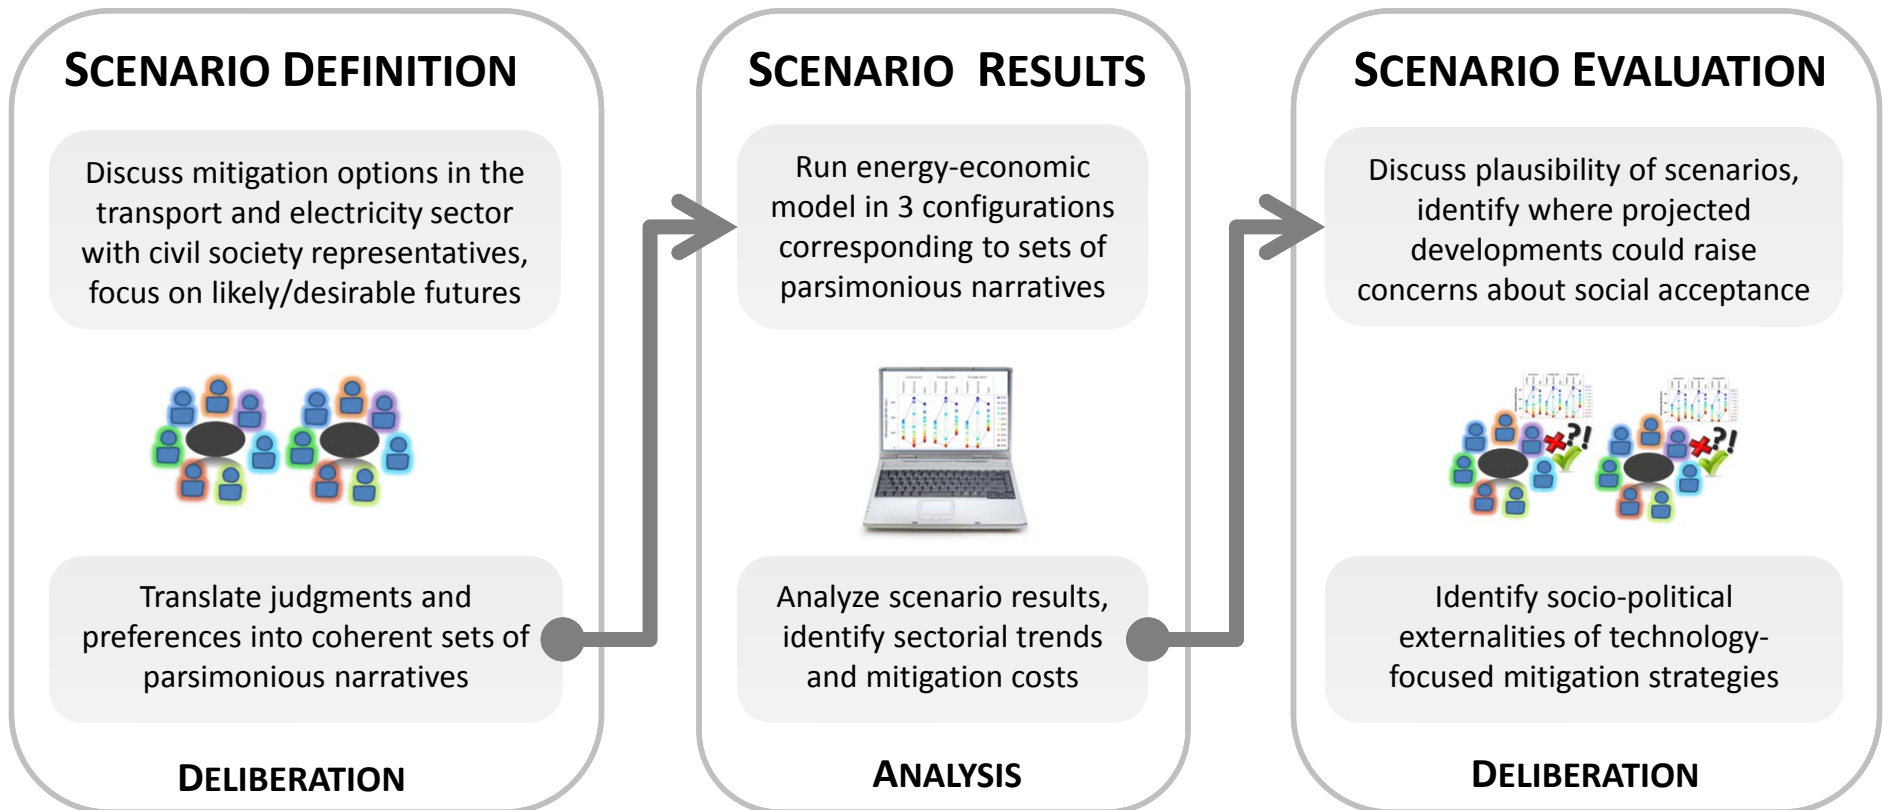 SCENARIO DEFINITION
Discuss mitigation options in the
transport and electricity sector
with civil society representatives,
focus on likely/desirable futures
Translate judgments and
preferences into coherent sets of
parsimonious narratives
DELIBERATION
SCENARIO RESULTS
Run energy-economic
model in 3 configurations
corresponding to sets of
parsimonious narratives
Analyze scenario results,
identify sectorial trends
and mitigation costs
ANALYSIS
SCENARIO EVALUATION
Discuss plausibility of scenarios,
identify where projected
developments could raise
concerns about social acceptance
?!
?!
Identify socio-political
externalities of technology-
focused mitigation strategies
DELIBERATION